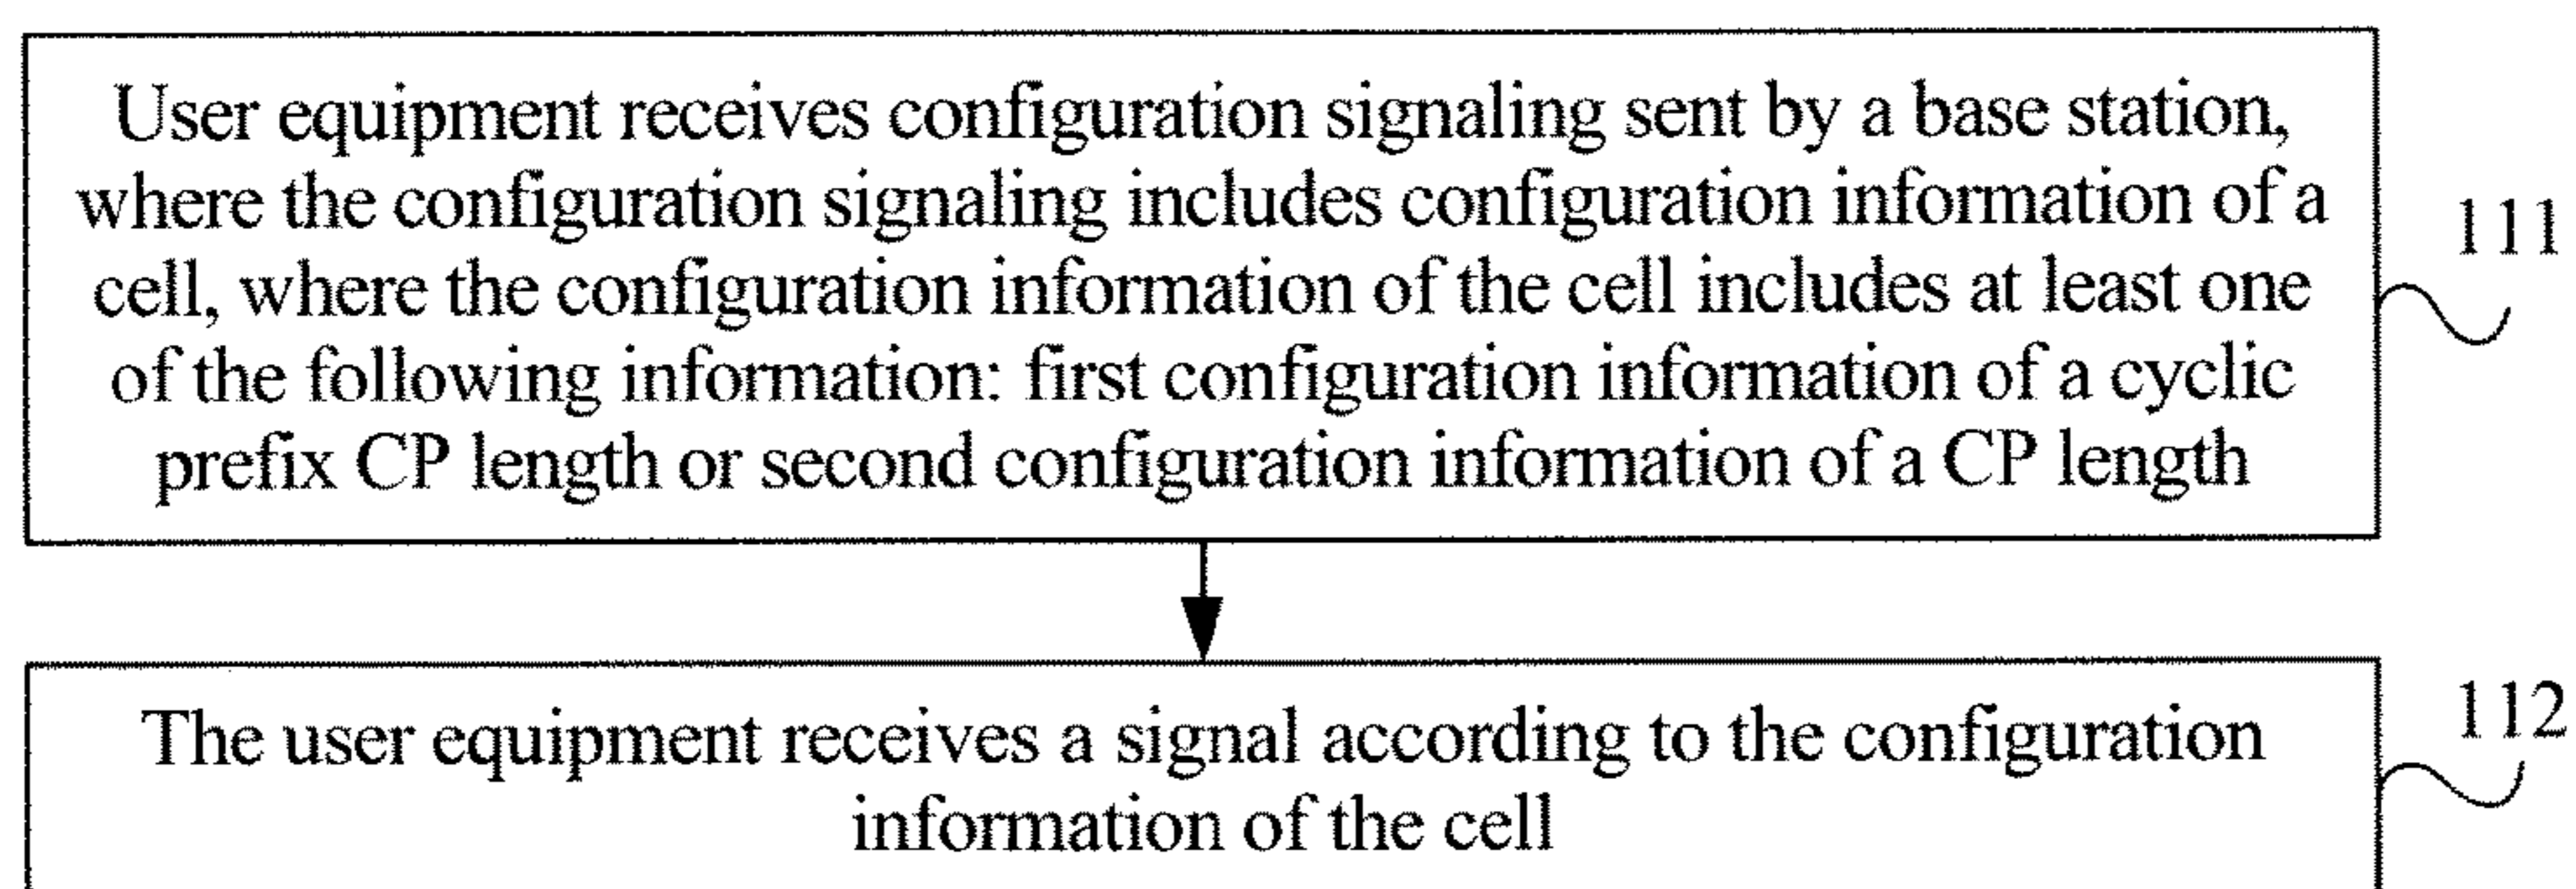 User equipment receives configuration signaling sent by a base station,
where the configuration signaling includes configuration information of a
cell, where the configuration information of the cell includes at least one
of the following information: first configuration information of a cyclic
prefix CP length or second configuration information of a CP length
111
The user equipment receives a signal according to the configuration
information of the cell
112